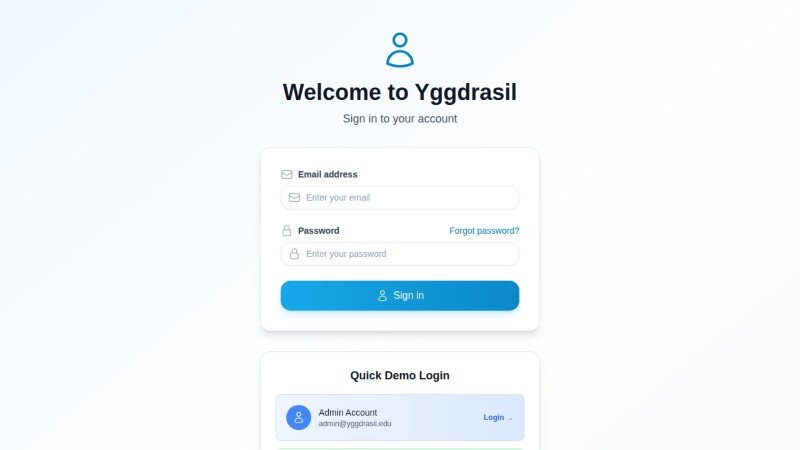 Welcome to Yggdrasil
Sign in to your account
Email address
Enter your email
Password
Forgot password?
Enter your password
Sign in
Quick Demo Login
Admin Account
admin@yggdrasil.edu
Login →